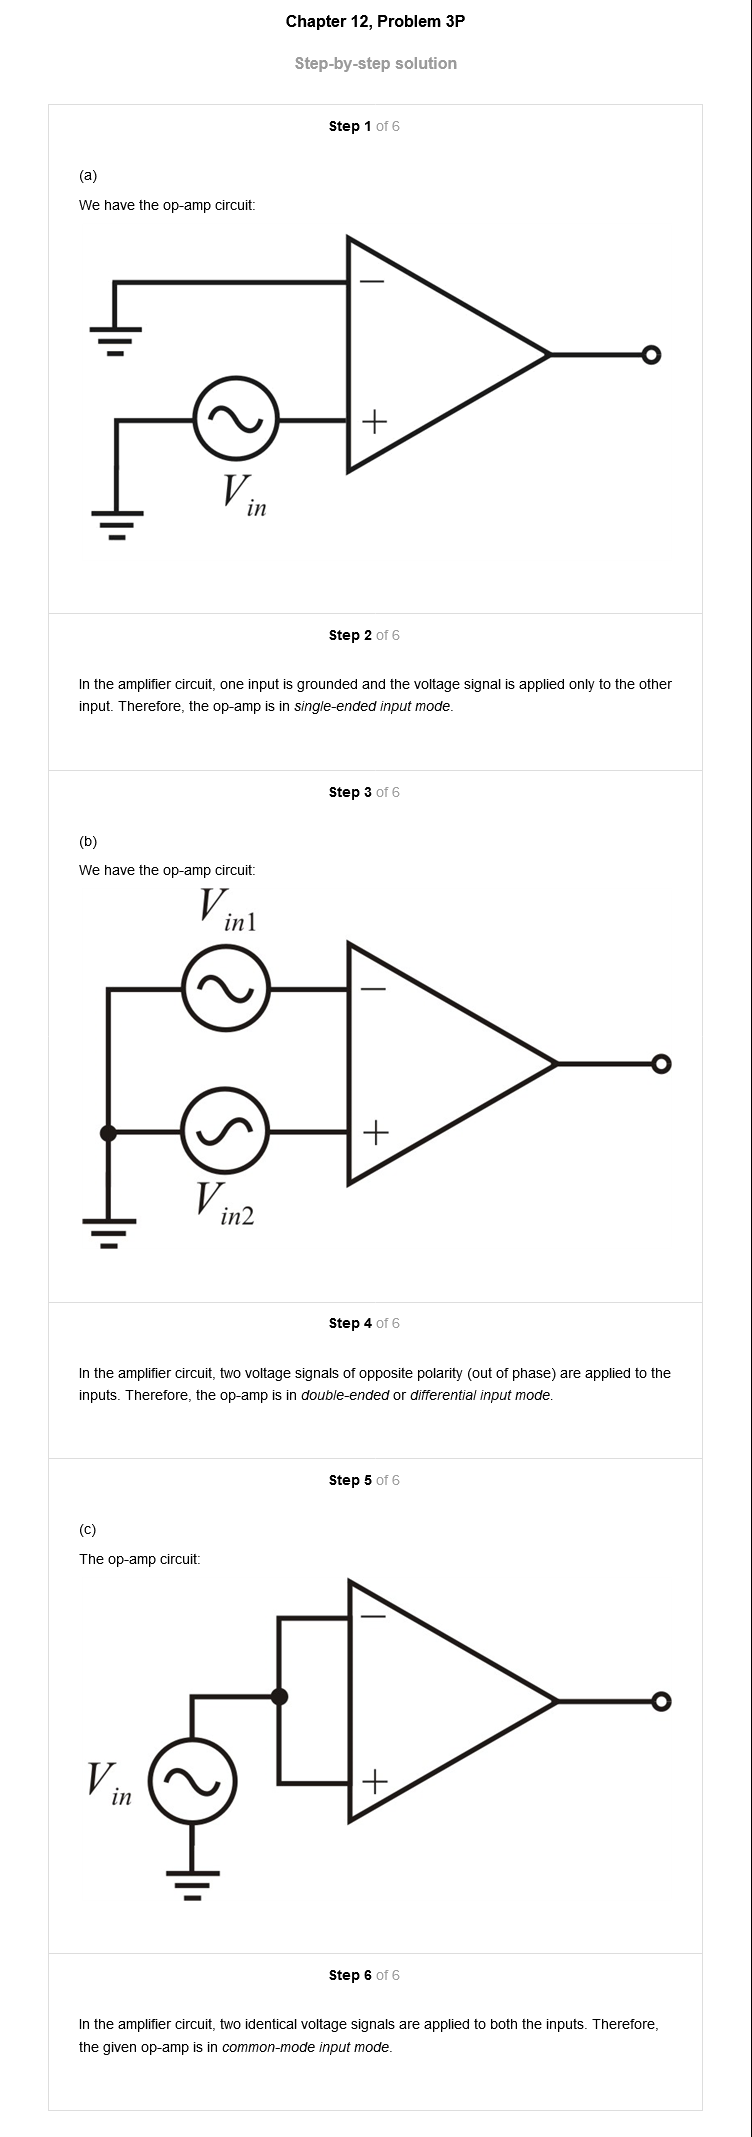 Chapter 12, Problem 3P
Step-by-step solution
Step 1 of 6
(a)
We have the op-amp circuit:
−
+
V in
Step 2 of 6
In the amplifier circuit, one input is grounded and the voltage signal is applied only to the other
input. Therefore, the op-amp is in single-ended input mode.
Step 3 of 6
(b)
We have the op-amp circuit:
V in1
−
+
V in2
Step 4 of 6
In the amplifier circuit, two voltage signals of opposite polarity (out of phase) are applied to the
inputs. Therefore, the op-amp is in double-ended or differential input mode.
Step 5 of 6
(c)
The op-amp circuit:
−
+
V in
Step 6 of 6
In the amplifier circuit, two identical voltage signals are applied to both the inputs. Therefore,
the given op-amp is in common-mode input mode.